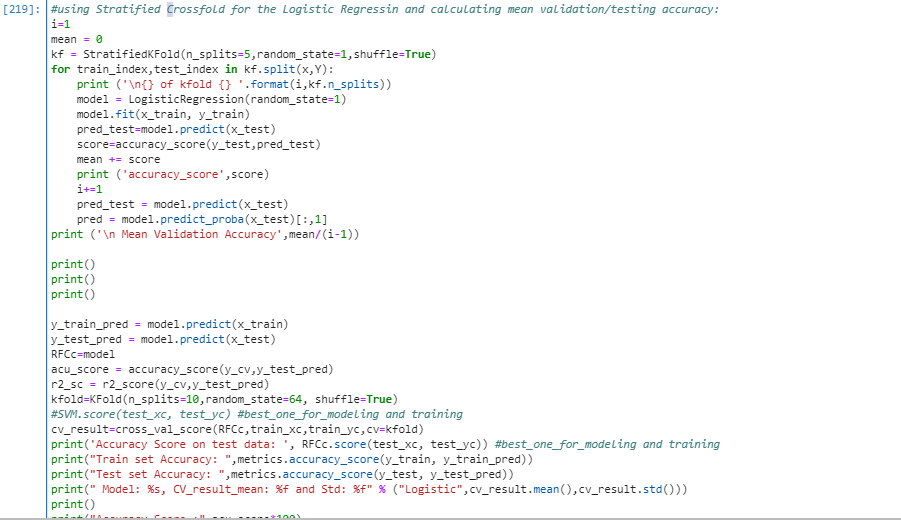 [219]: #using Stratified Crossfold for the Logistic Regressin and calculating mean validation/testing accuracy:
i=1
mean = 0
kf = StratifiedKFold(n_splits=5,random_state=1,shuffle=True)
for train_index,test_index in kf.split(x,Y):
    print ('\n{} of kfold {} '.format(i,kf.n_splits))
    model = LogisticRegression(random_state=1)
    model.fit(x_train, y_train)
    pred_test=model.predict(x_test)
    score=accuracy_score(y_test,pred_test)
    mean += score
    print ('accuracy_score',score)
    i+=1
    pred_test = model.predict(x_test)
    pred = model.predict_proba(x_test)[:,1]
print ('\n Mean Validation Accuracy',mean/(i-1))
print()
print()
print()
y_train_pred = model.predict(x_train)
y_test_pred = model.predict(x_test)
RFCc=model
acu_score = accuracy_score(y_cv,y_test_pred)
r2_sc = r2_score(y_cv,y_test_pred)
kfold=KFold(n_splits=10,random_state=64, shuffle=True)
#SVM.score(test_xc, test_yc) #best_one_for_modeling and training
cv_result=cross_val_score(RFCc,train_xc,train_yc,cv=kfold)
print('Accuracy Score on test data: ', RFCc.score(test_xc, test_yc)) #best_one_for_modeling and training
print("Train set Accuracy: ",metrics.accuracy_score(y_train, y_train_pred))
print("Test set Accuracy: ",metrics.accuracy_score(y_test, y_test_pred))
print(" Model: %s, CV_result_mean: %f and Std: %f" % ("Logistic",cv_result.mean(),cv_result.std()))
print()